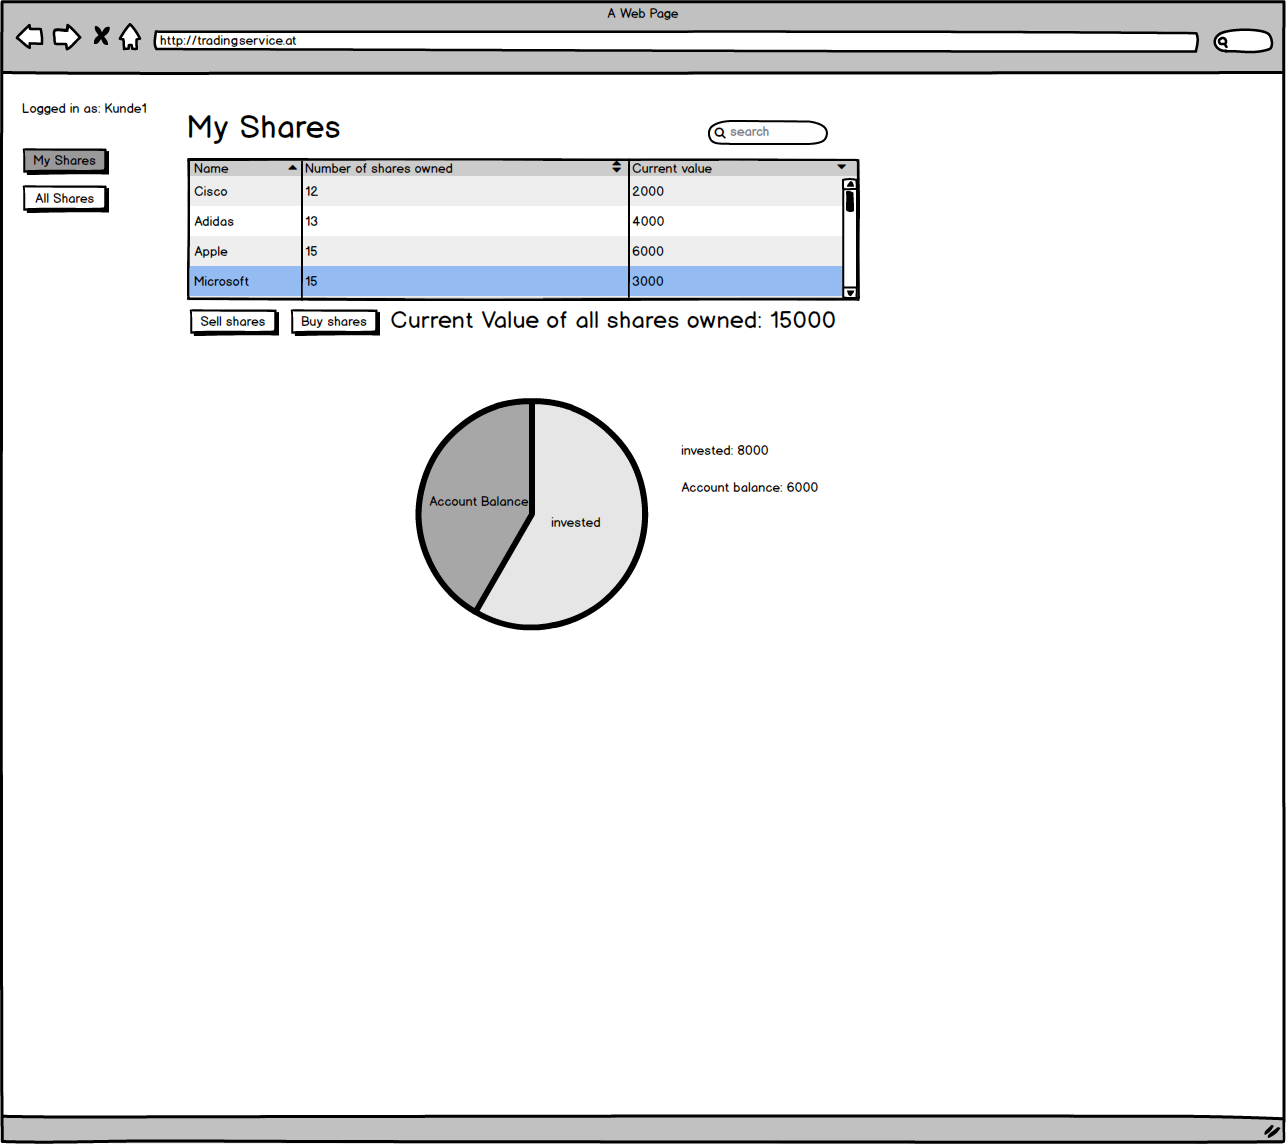 A Web Page
http://tradingservice.at
Logged in as: Kunde1
My Shares
search
My Shares
All Shares
Name Number of shares owned Current value
Cisco 12 2000
Adidas 13 4000
Apple 15 6000
Microsoft 15 3000
Sell shares Buy shares Current Value of all shares owned: 15000
invested: 8000
Account balance: 6000
Account Balance
invested